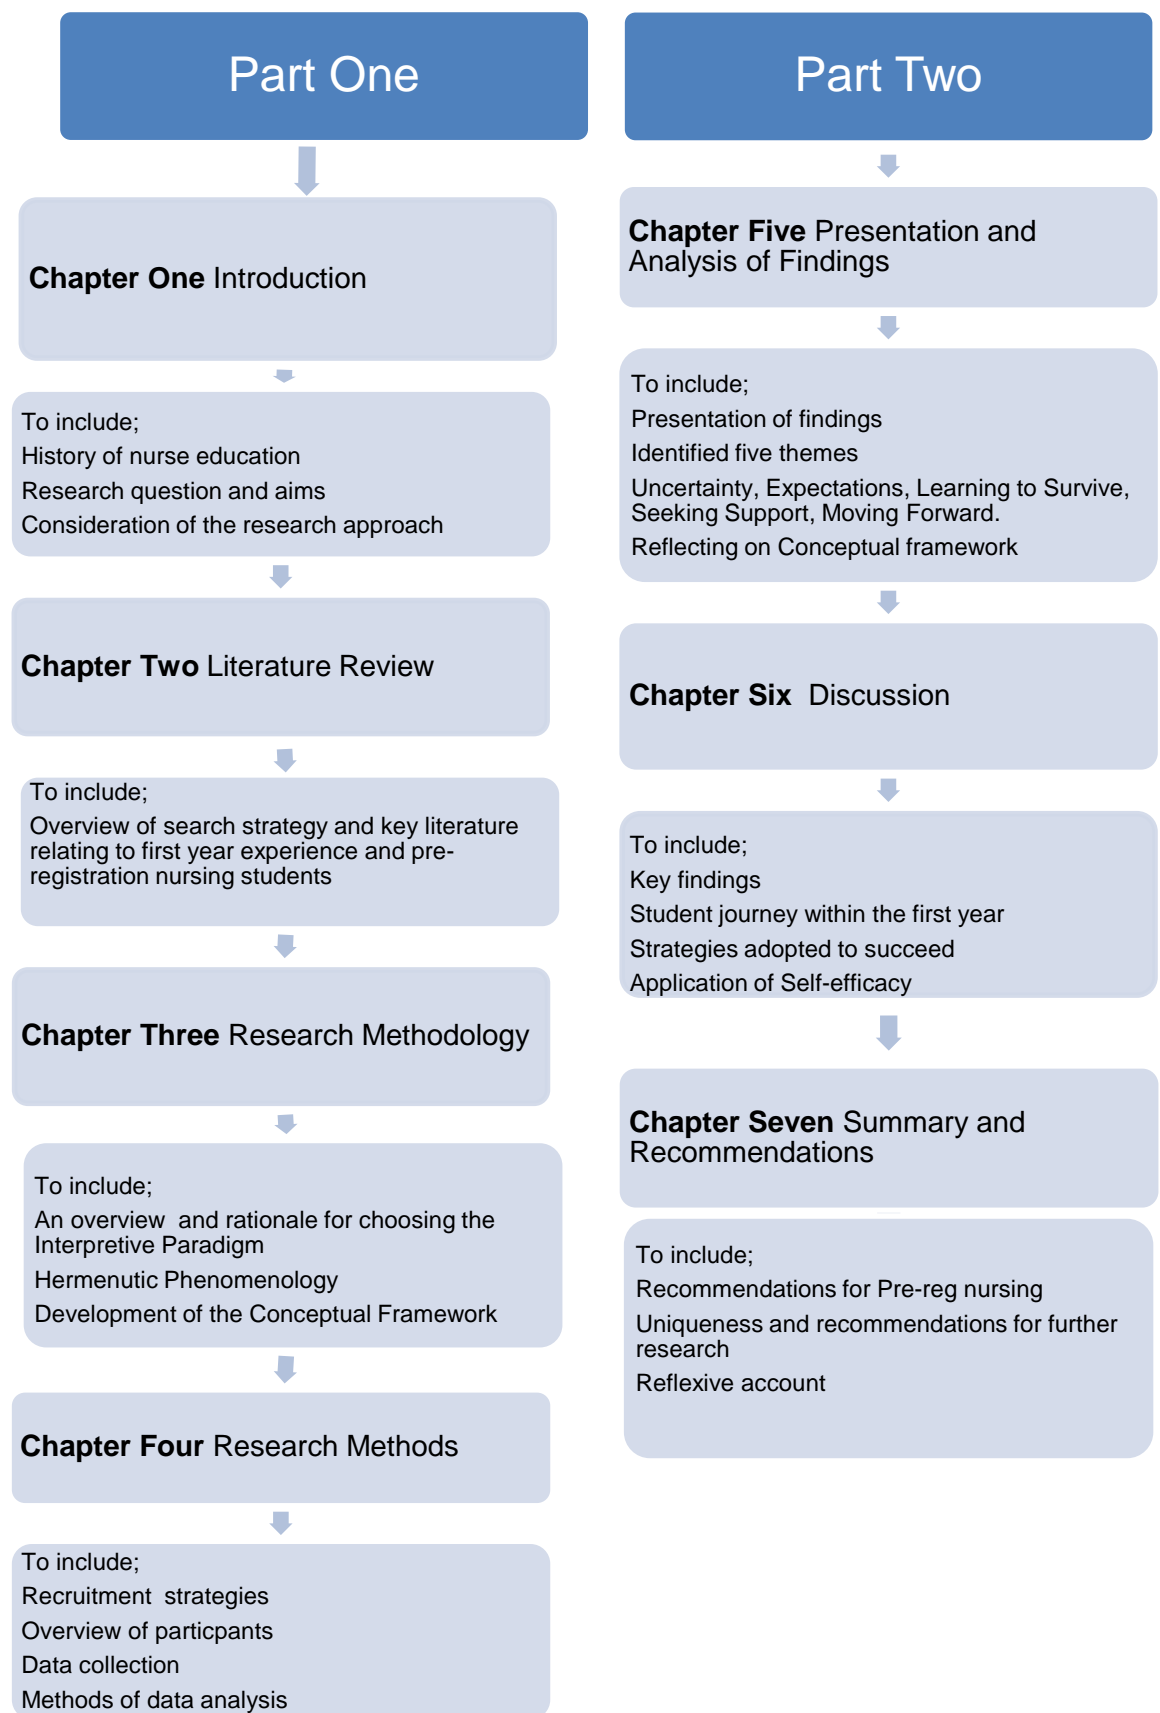 Part One
Chapter One Introduction
To include;
History of nurse education
Research question and aims
Consideration of the research approach
Chapter Two Literature Review
To include;
Overview of search strategy and key literature
relating to first year experience and pre-
registration nursing students
Chapter Three Research Methodology
To include;
An overview and rationale for choosing the
Interpretive Paradigm
Hermenutic Phenomenology
Development of the Conceptual Framework
Chapter Four Research Methods
To include;
Recruitment strategies
Overview of particpants
Data collection
Methods of data analysis
Part Two
Chapter Five Presentation and
Analysis of Findings
To include;
Presentation of findings
Identified five themes
Uncertainty, Expectations, Learning to Survive,
Seeking Support, Moving Forward.
Reflecting on Conceptual framework
Chapter Six Discussion
To include;
Key findings
Student journey within the first year
Strategies adopted to succeed
Application of Self-efficacy
Chapter Seven Summary and
Recommendations
To include;
Recommendations for Pre-reg nursing
Uniqueness and recommendations for further
research
Reflexive account